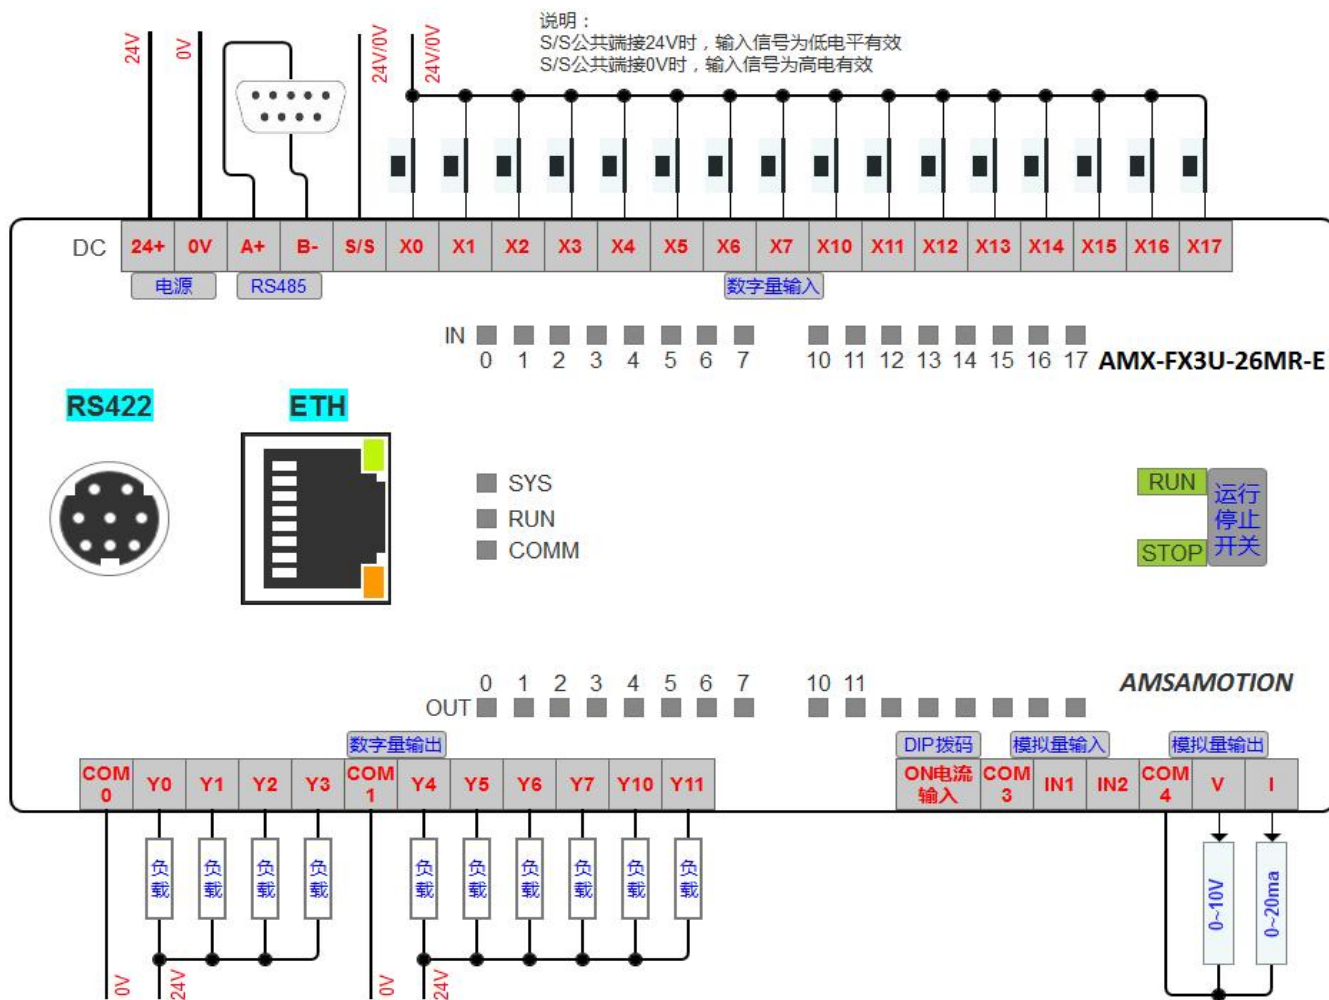 说明：
S/S公共端接24V时，输入信号为低电平有效
S/S公共端接0V时，输入信号为高电有效
24V
0V
24V/0V
24V/0V
DC 24+ 0V A+ B- S/S X0 X1 X2 X3 X4 X5 X6 X7 X10 X11 X12 X13 X14 X15 X16 X17
电源 RS485 数字量输入
IN
0 1 2 3 4 5 6 7 10 11 12 13 14 15 16 17 AMX-FX3U-26MR-E
RS422 ETH
SYS
RUN
COMM
RUN
STOP
运行
停止
开关
0 1 2 3 4 5 6 7 10 11
AMSAMOTION
OUT
数字量输出 DIP拨码 模拟量输入 模拟量输出
COM0 Y0 Y1 Y2 Y3 COM1 Y4 Y5 Y6 Y7 Y10 Y11
ON电流输入 COM3 IN1 IN2 COM4 V I
负载 负载 负载 负载 负载 负载 负载 负载 负载 负载
0~10V
0~20ma
0V
24V
0V
24V